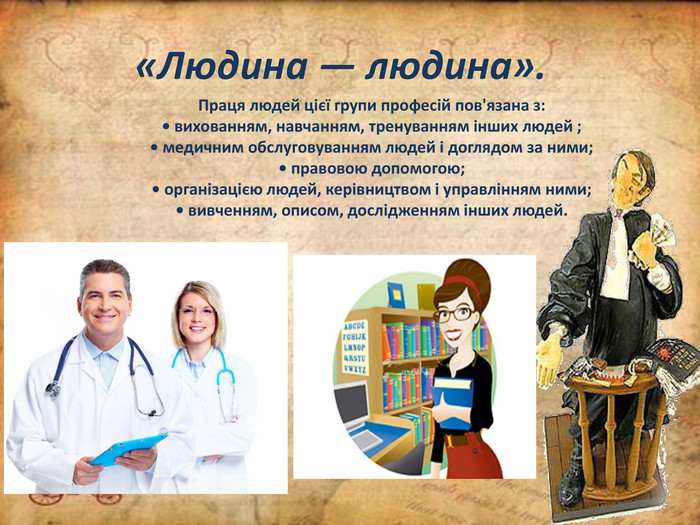 «Людина — людина».
Праця людей цієї групи професій пов'язана з:
• вихованням, навчанням, тренуванням інших людей ;
• медичним обслуговуванням людей і доглядом за ними;
• правовою допомогою;
• організацією людей, керівництвом і управлінням ними;
• вивченням, описом, дослідженням інших людей.
ABCDE
FGHIJK
LMNOP
QRSTU
VWXYZ